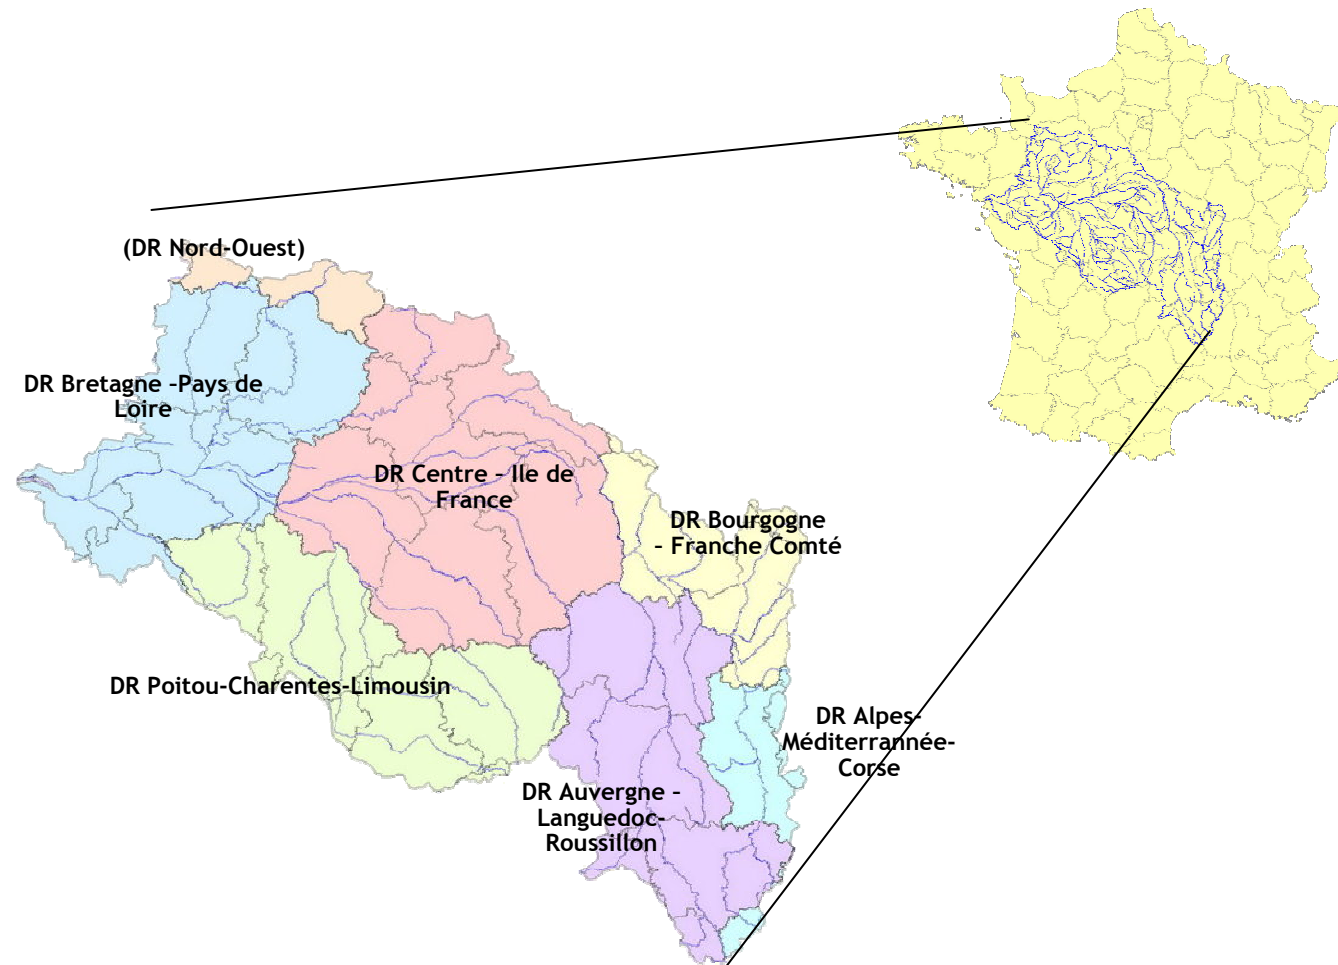 (DR Nord-Ouest)
DR Bretagne -Pays de
Loire
DR Centre - Ile de
France
DR Bourgogne
- Franche Comté
DR Poitou-Charentes-Limousin
DR Alpes-
Méditerrannée-
Corse
DR Auvergne -
Languedoc-
Roussillon